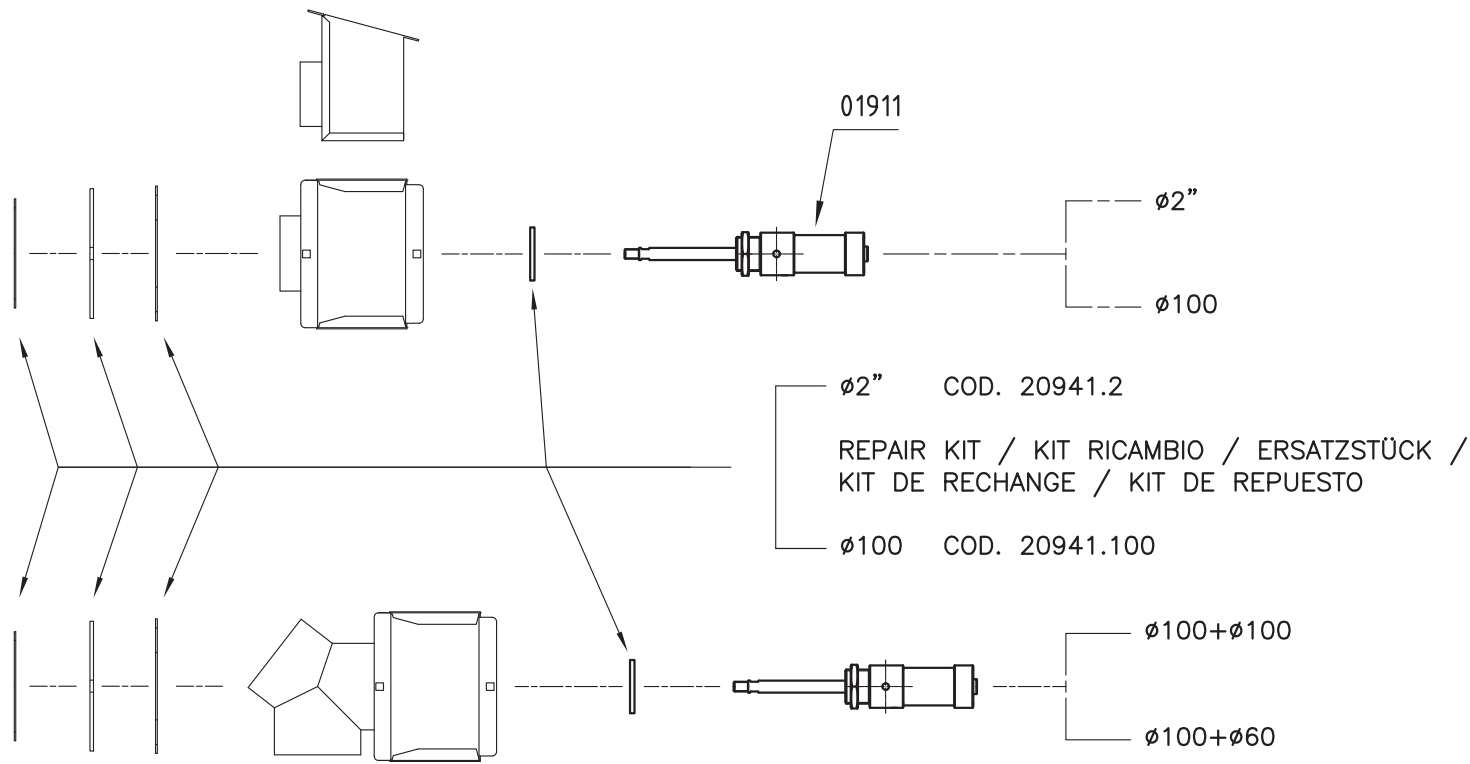 01911
ø2”
ø100
ø2” COD. 20941.2
REPAIR KIT / KIT RICAMBIO / ERSATZSTÜCK /
KIT DE RECHANGE / KIT DE REPUESTO
ø100 COD. 20941.100
ø100+ø100
ø100+ø60